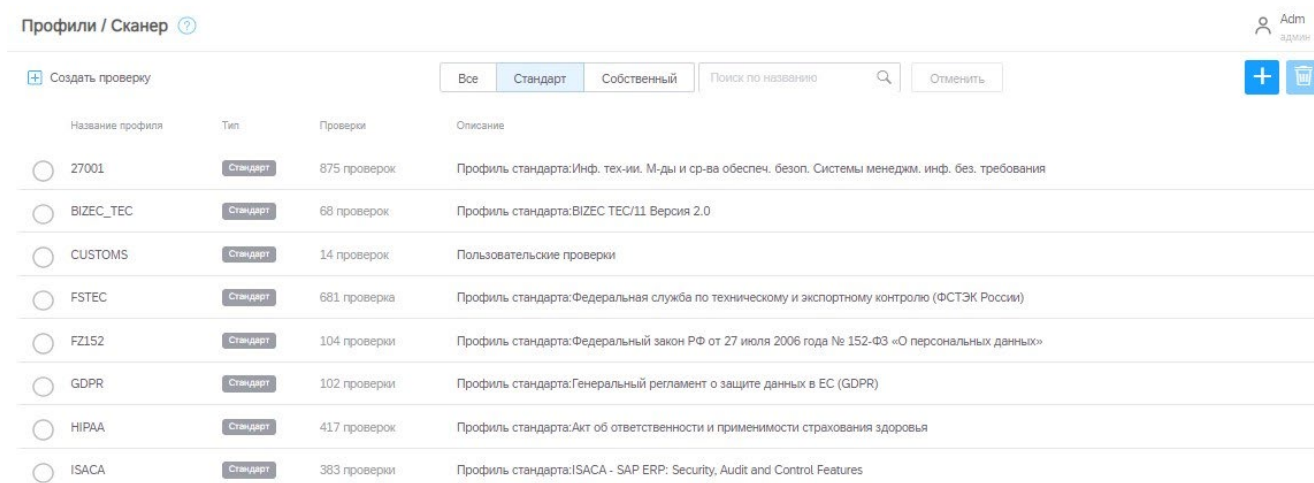 Профили / Сканер ?
Adm
админ
Создать проверку
Все Стандарт Собственный Поиск по названию Отменить
Название профиля Тип Проверки Описание
27001 Стандарт 875 проверок Профиль стандарта:Инф. тех-ии. М-ды и ср-ва обеспеч. безоп. Системы менеджм. инф. без. требования
BIZEC_TEC Стандарт 68 проверок Профиль стандарта:BIZEC TEC/11 Версия 2.0
CUSTOMS Стандарт 14 проверок Пользовательские проверки
FSTEC Стандарт 681 проверка Профиль стандарта:Федеральная служба по техническому и экспортному контролю (ФСТЭК России)
FZ152 Стандарт 104 проверки Профиль стандарта:Федеральный закон РФ от 27 июля 2006 года № 152-ФЗ «О персональных данных»
GDPR Стандарт 102 проверки Профиль стандарта:Генеральный регламент о защите данных в ЕС (GDPR)
HIPAA Стандарт 417 проверок Профиль стандарта:Акт об ответственности и применимости страхования здоровья
ISACA Стандарт 383 проверки Профиль стандарта:ISACA - SAP ERP: Security, Audit and Control Features